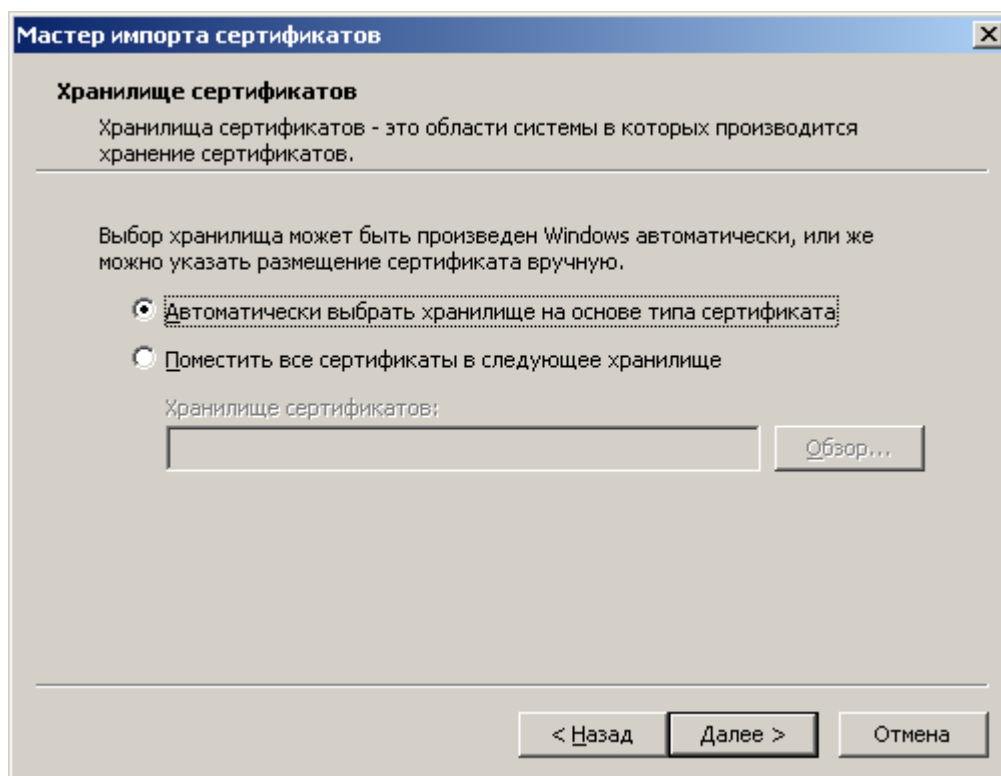 Мастер импорта сертификатов
Хранилище сертификатов
Хранилища сертификатов - это области системы в которых производится
хранение сертификатов.
Выбор хранилища может быть произведен Windows автоматически, или же
можно указать размещение сертификата вручную.
Автоматически выбрать хранилище на основе типа сертификата
Поместить все сертификаты в следующее хранилище
Хранилище сертификатов:
Обзор...
< Назад Далее > Отмена